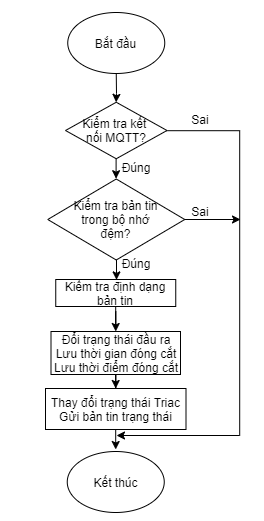 Bắt đầu
Kiểm tra kết
nối MQTT?
Sai
Đúng
Kiểm tra bản tin
trong bộ nhớ
đệm?
Sai
Đúng
Kiểm tra định dạng
bản tin
Đổi trạng thái đầu ra
Lưu thời gian đóng cắt
Lưu thời điểm đóng cắt
Thay đổi trạng thái Triac
Gửi bản tin trạng thái
Kết thúc